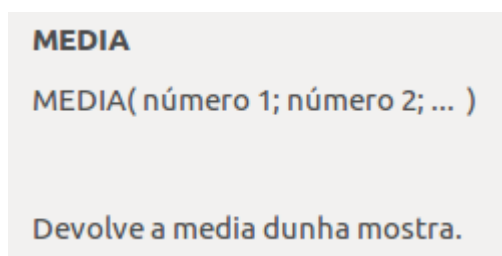 MEDIA
MEDIA( número 1; número 2; ... )
Devolve a media dunha mostra.